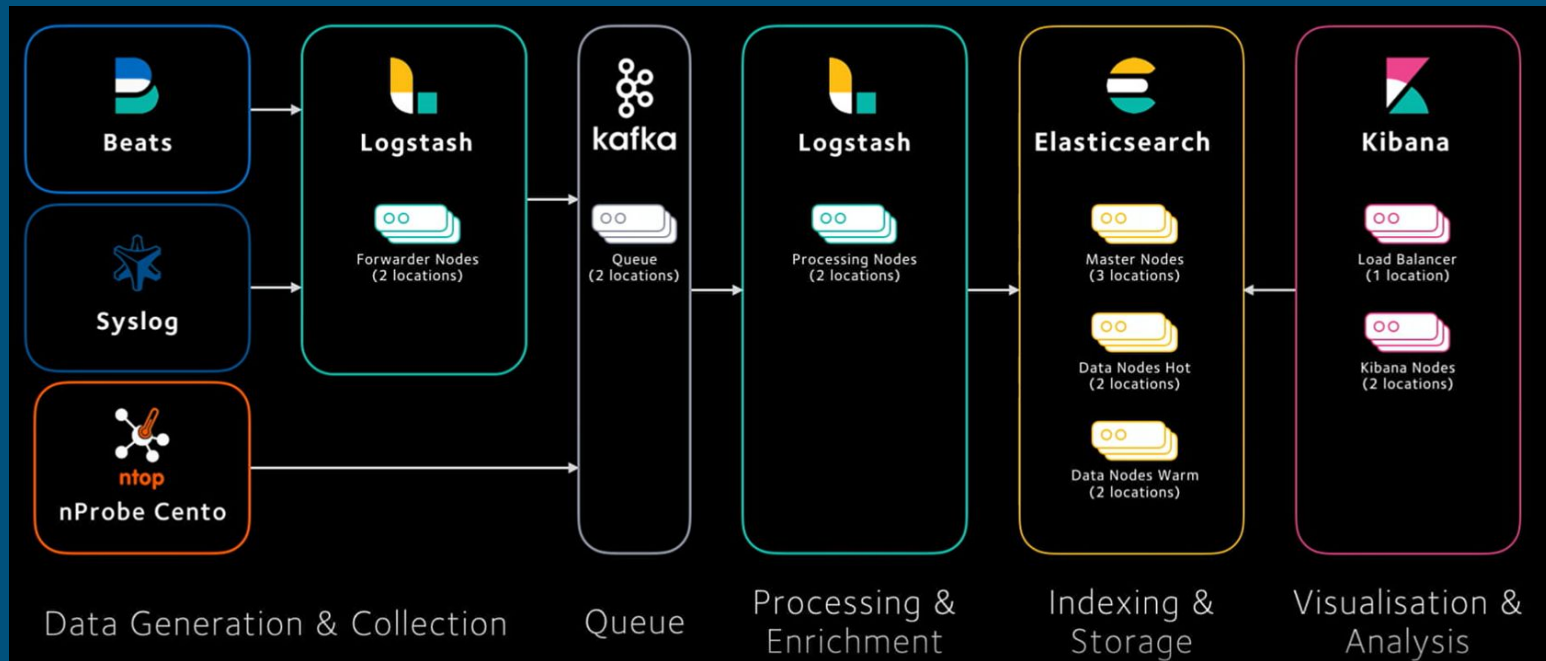 Beats
Syslog
ntop
nProbe Cento
Logstash
Forwarder Nodes
(2 locations)
kafka
Queue
(2 locations)
Logstash
Processing Nodes
(2 locations)
Elasticsearch
Master Nodes
(3 locations)
Data Nodes Hot
(2 locations)
Data Nodes Warm
(2 locations)
Kibana
Load Balancer
(1 location)
Kibana Nodes
(2 locations)
Data Generation & Collection
Queue
Processing &
Enrichment
Indexing &
Storage
Visualisation &
Analysis